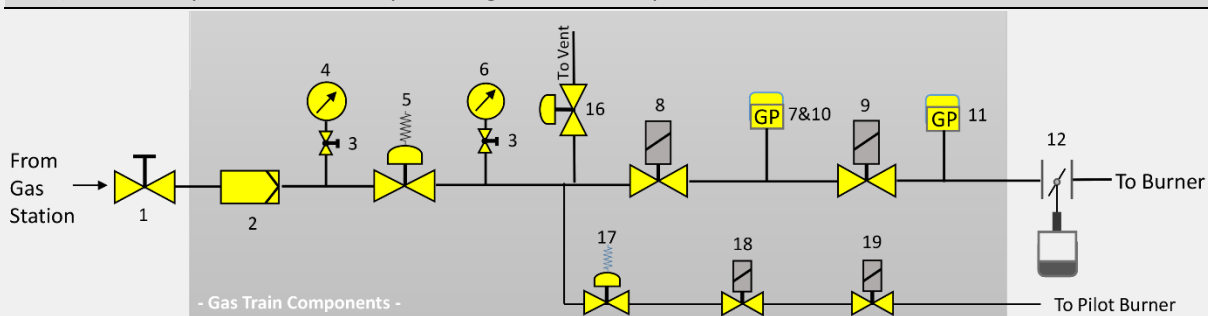 To Vent
4
6
5
16
8
9
GP
7&10
GP
11
12
3
3
From
Gas
Station
1
2
To Burner
17
18
19
- Gas Train Components -
To Pilot Burner